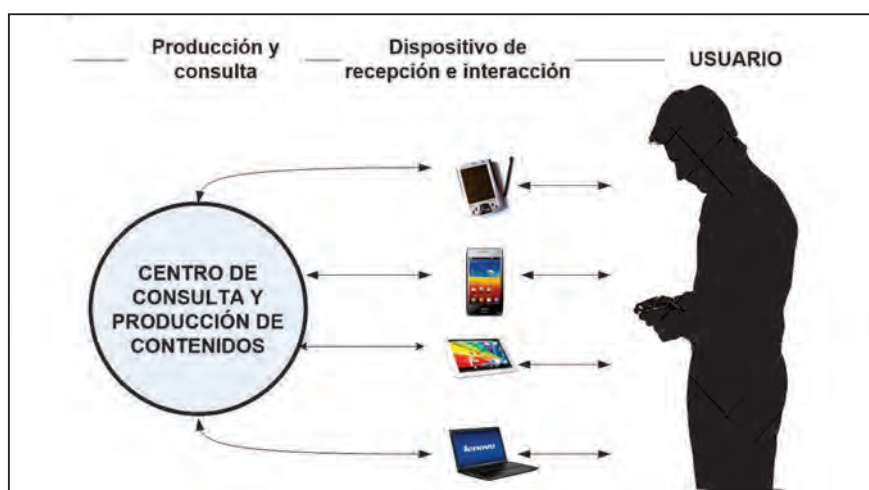 Producción y
consulta
Dispositivo de
recepción e interacción
USUARIO
CENTRO DE
CONSULTA Y
PRODUCCIÓN DE
CONTENIDOS
lenovo